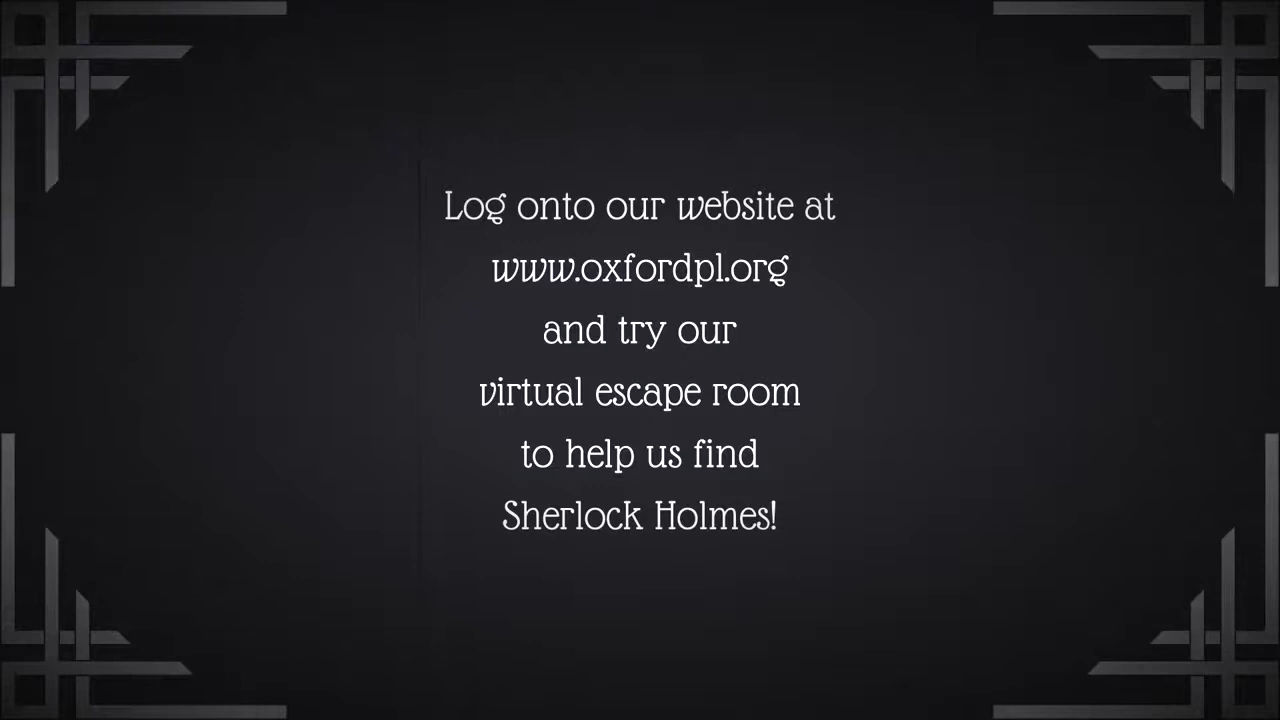 Log onto our website at
www.oxfordpl.org
and try our
virtual escape room
to help us find
Sherlock Holmes!